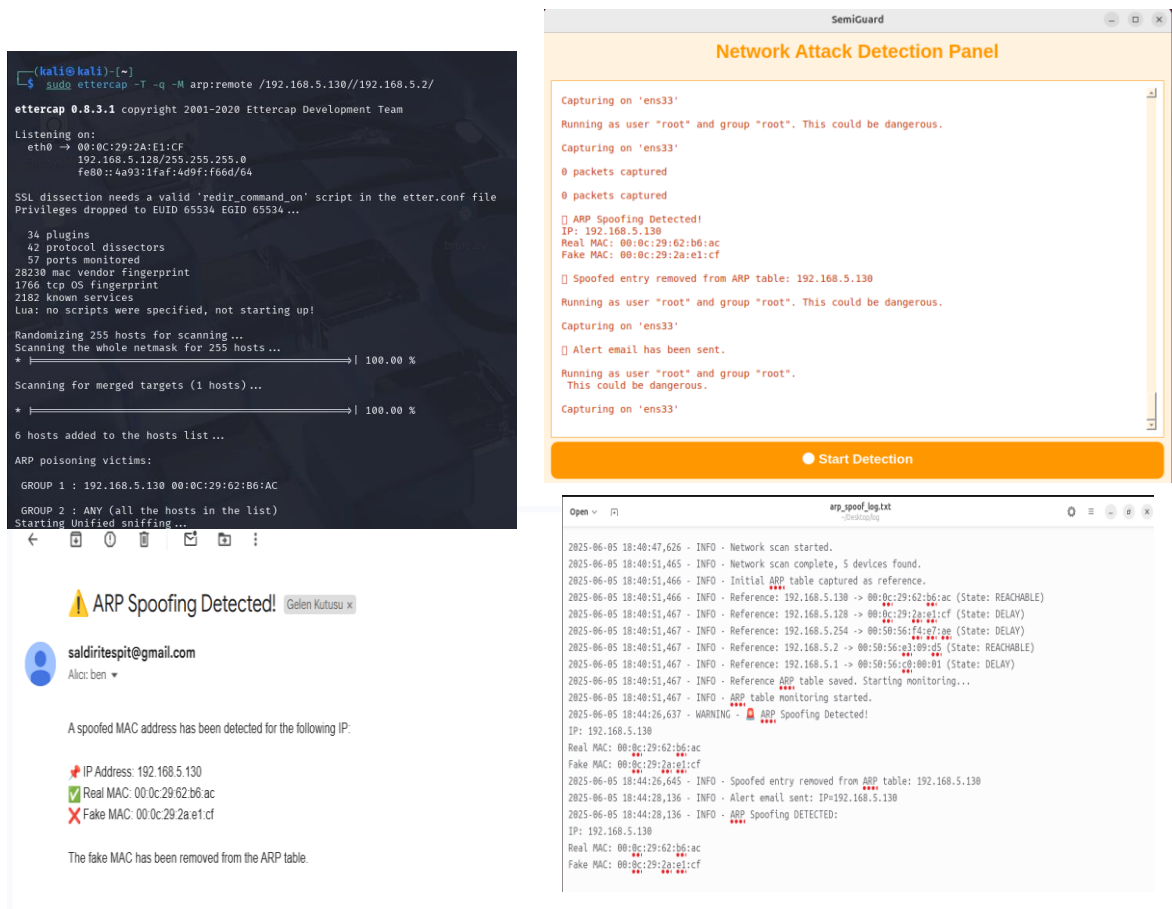 ┌──(kali㉿kali)-[~]
└─$ sudo ettercap -T -q -M arp:remote /192.168.5.130//192.168.5.2/
ettercap 0.8.3.1 copyright 2001-2020 Ettercap Development Team
Listening on:
eth0 → 00:0C:29:2A:E1:CF
192.168.5.128/255.255.255.0
fe80::4a93:1faf:4d9f:f66d/64
SSL dissection needs a valid 'redir_command_on' script in the etter.conf file
Privileges dropped to EUID 65534 EGID 65534...
34 plugins
42 protocol dissectors
57 ports monitored
28230 mac vendor fingerprint
1766 tcp OS fingerprint
2182 known services
Lua: no scripts were specified, not starting up!
Randomizing 255 hosts for scanning...
Scanning the whole netmask for 255 hosts...
* |==================================================>| 100.00 %
Scanning for merged targets (1 hosts)...
* |==================================================>| 100.00 %
6 hosts added to the hosts list...
ARP poisoning victims:
GROUP 1 : 192.168.5.130 00:0C:29:62:B6:AC
GROUP 2 : ANY (all the hosts in the list)
Starting Unified sniffing...
SemiGuard
Network Attack Detection Panel
Capturing on 'ens33'
Running as user "root" and group "root". This could be dangerous.
Capturing on 'ens33'
0 packets captured
0 packets captured
ARP Spoofing Detected!
IP: 192.168.5.130
Real MAC: 00:0c:29:62:b6:ac
Fake MAC: 00:0c:29:2a:e1:cf
Spoofed entry removed from ARP table: 192.168.5.130
Running as user "root" and group "root". This could be dangerous.
Capturing on 'ens33'
Alert email has been sent.
Running as user "root" and group "root".
This could be dangerous.
Capturing on 'ens33'
Start Detection
⚠️ ARP Spoofing Detected! Gelen Kutusu x
saldiritespit@gmail.com
Alıcı: ben
A spoofed MAC address has been detected for the following IP:
📌 IP Address: 192.168.5.130
✅ Real MAC: 00:0c:29:62:b6:ac
❌ Fake MAC: 00:0c:29:2a:e1:cf
The fake MAC has been removed from the ARP table.
Open
arp_spoof_log.txt
~/Desktop/log
2025-06-05 18:40:47,626 - INFO - Network scan started.
2025-06-05 18:40:51,465 - INFO - Network scan complete, 5 devices found.
2025-06-05 18:40:51,466 - INFO - Initial ARP table captured as reference.
2025-06-05 18:40:51,466 - INFO - Reference: 192.168.5.130 -> 00:0c:29:62:b6:ac (State: REACHABLE)
2025-06-05 18:40:51,467 - INFO - Reference: 192.168.5.128 -> 00:0c:29:2a:e1:cf (State: DELAY)
2025-06-05 18:40:51,467 - INFO - Reference: 192.168.5.254 -> 00:50:56:f4:e7:ae (State: DELAY)
2025-06-05 18:40:51,467 - INFO - Reference: 192.168.5.2 -> 00:50:56:e3:09:d5 (State: REACHABLE)
2025-06-05 18:40:51,467 - INFO - Reference: 192.168.5.1 -> 00:50:56:c0:00:01 (State: DELAY)
2025-06-05 18:40:51,467 - INFO - Reference ARP table saved. Starting monitoring...
2025-06-05 18:40:51,467 - INFO - ARP table monitoring started.
2025-06-05 18:44:26,637 - WARNING - 🚨 ARP Spoofing Detected!
IP: 192.168.5.130
Real MAC: 00:0c:29:62:b6:ac
Fake MAC: 00:0c:29:2a:e1:cf
2025-06-05 18:44:26,645 - INFO - Spoofed entry removed from ARP table: 192.168.5.130
2025-06-05 18:44:28,136 - INFO - Alert email sent: IP=192.168.5.130
2025-06-05 18:44:28,136 - INFO - ARP Spoofing DETECTED:
IP: 192.168.5.130
Real MAC: 00:0c:29:62:b6:ac
Fake MAC: 00:0c:29:2a:e1:cf